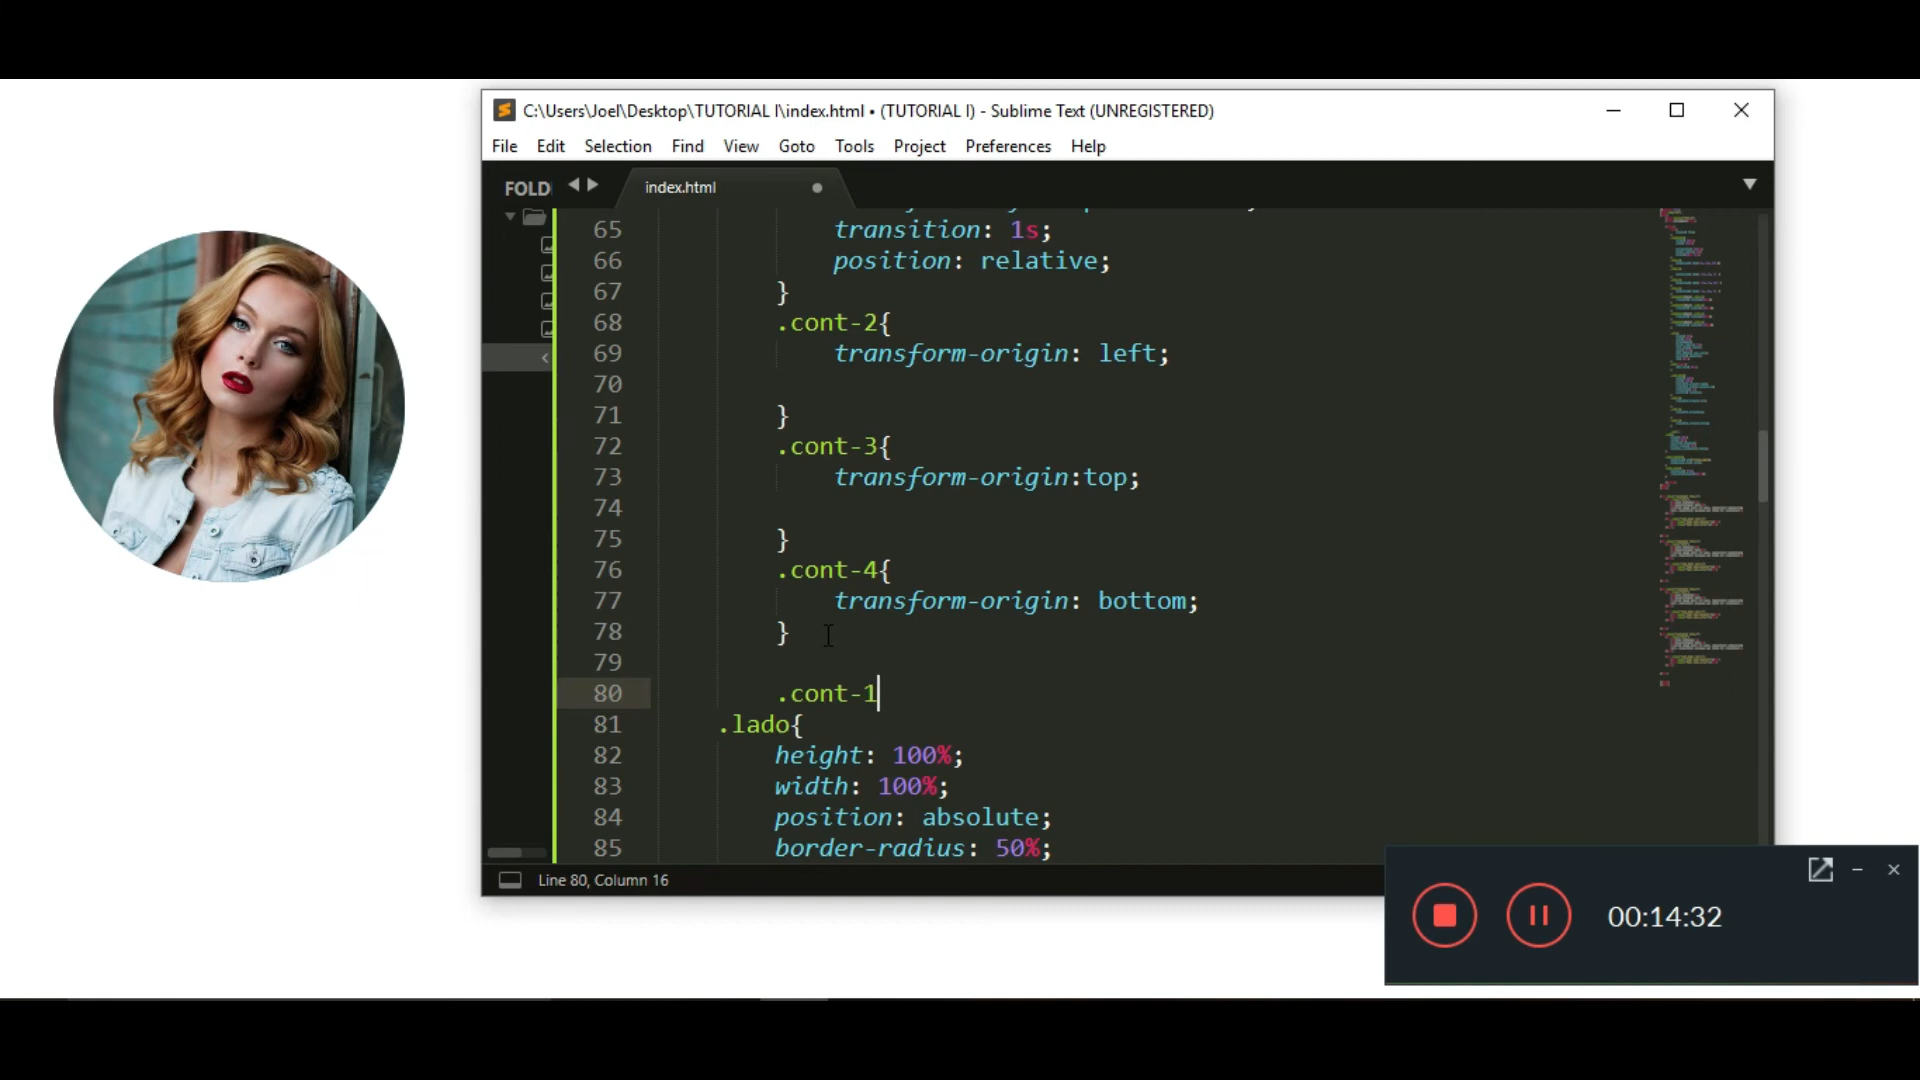 C:\Users\Joel\Desktop\TUTORIAL I\index.html • (TUTORIAL I) - Sublime Text (UNREGISTERED)
File Edit Selection Find View Goto Tools Project Preferences Help
FOLD
index.html
65 transition: 1s;
66 position: relative;
67 }
68 .cont-2{
69 transform-origin: left;
70
71 }
72 .cont-3{
73 transform-origin:top;
74
75 }
76 .cont-4{
77 transform-origin: bottom;
78 }
79
80 .cont-1
81 .lado{
82 height: 100%;
83 width: 100%;
84 position: absolute;
85 border-radius: 50%;
Line 80, Column 16
00:14:32